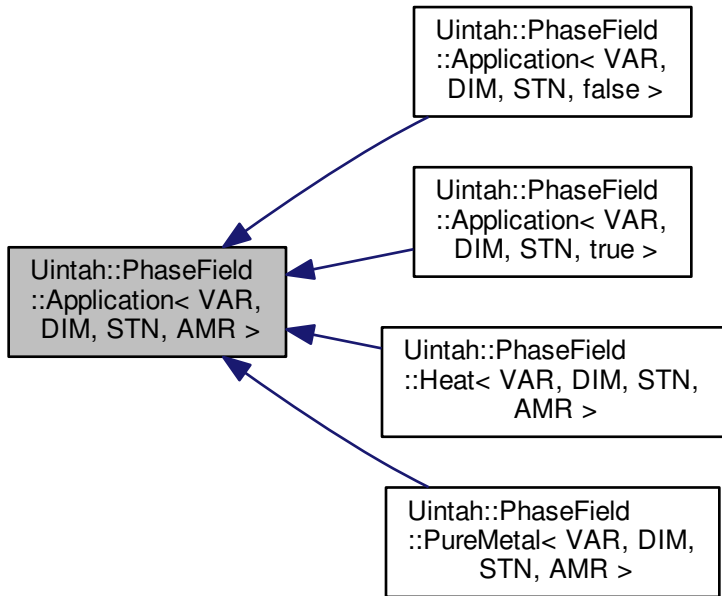 Uintah::PhaseField
::Application< VAR,
DIM, STN, false >
Uintah::PhaseField
::Application< VAR,
DIM, STN, true >
Uintah::PhaseField
::Application< VAR,
DIM, STN, AMR >
Uintah::PhaseField
::Heat< VAR, DIM, STN,
AMR >
Uintah::PhaseField
::PureMetal< VAR, DIM,
STN, AMR >